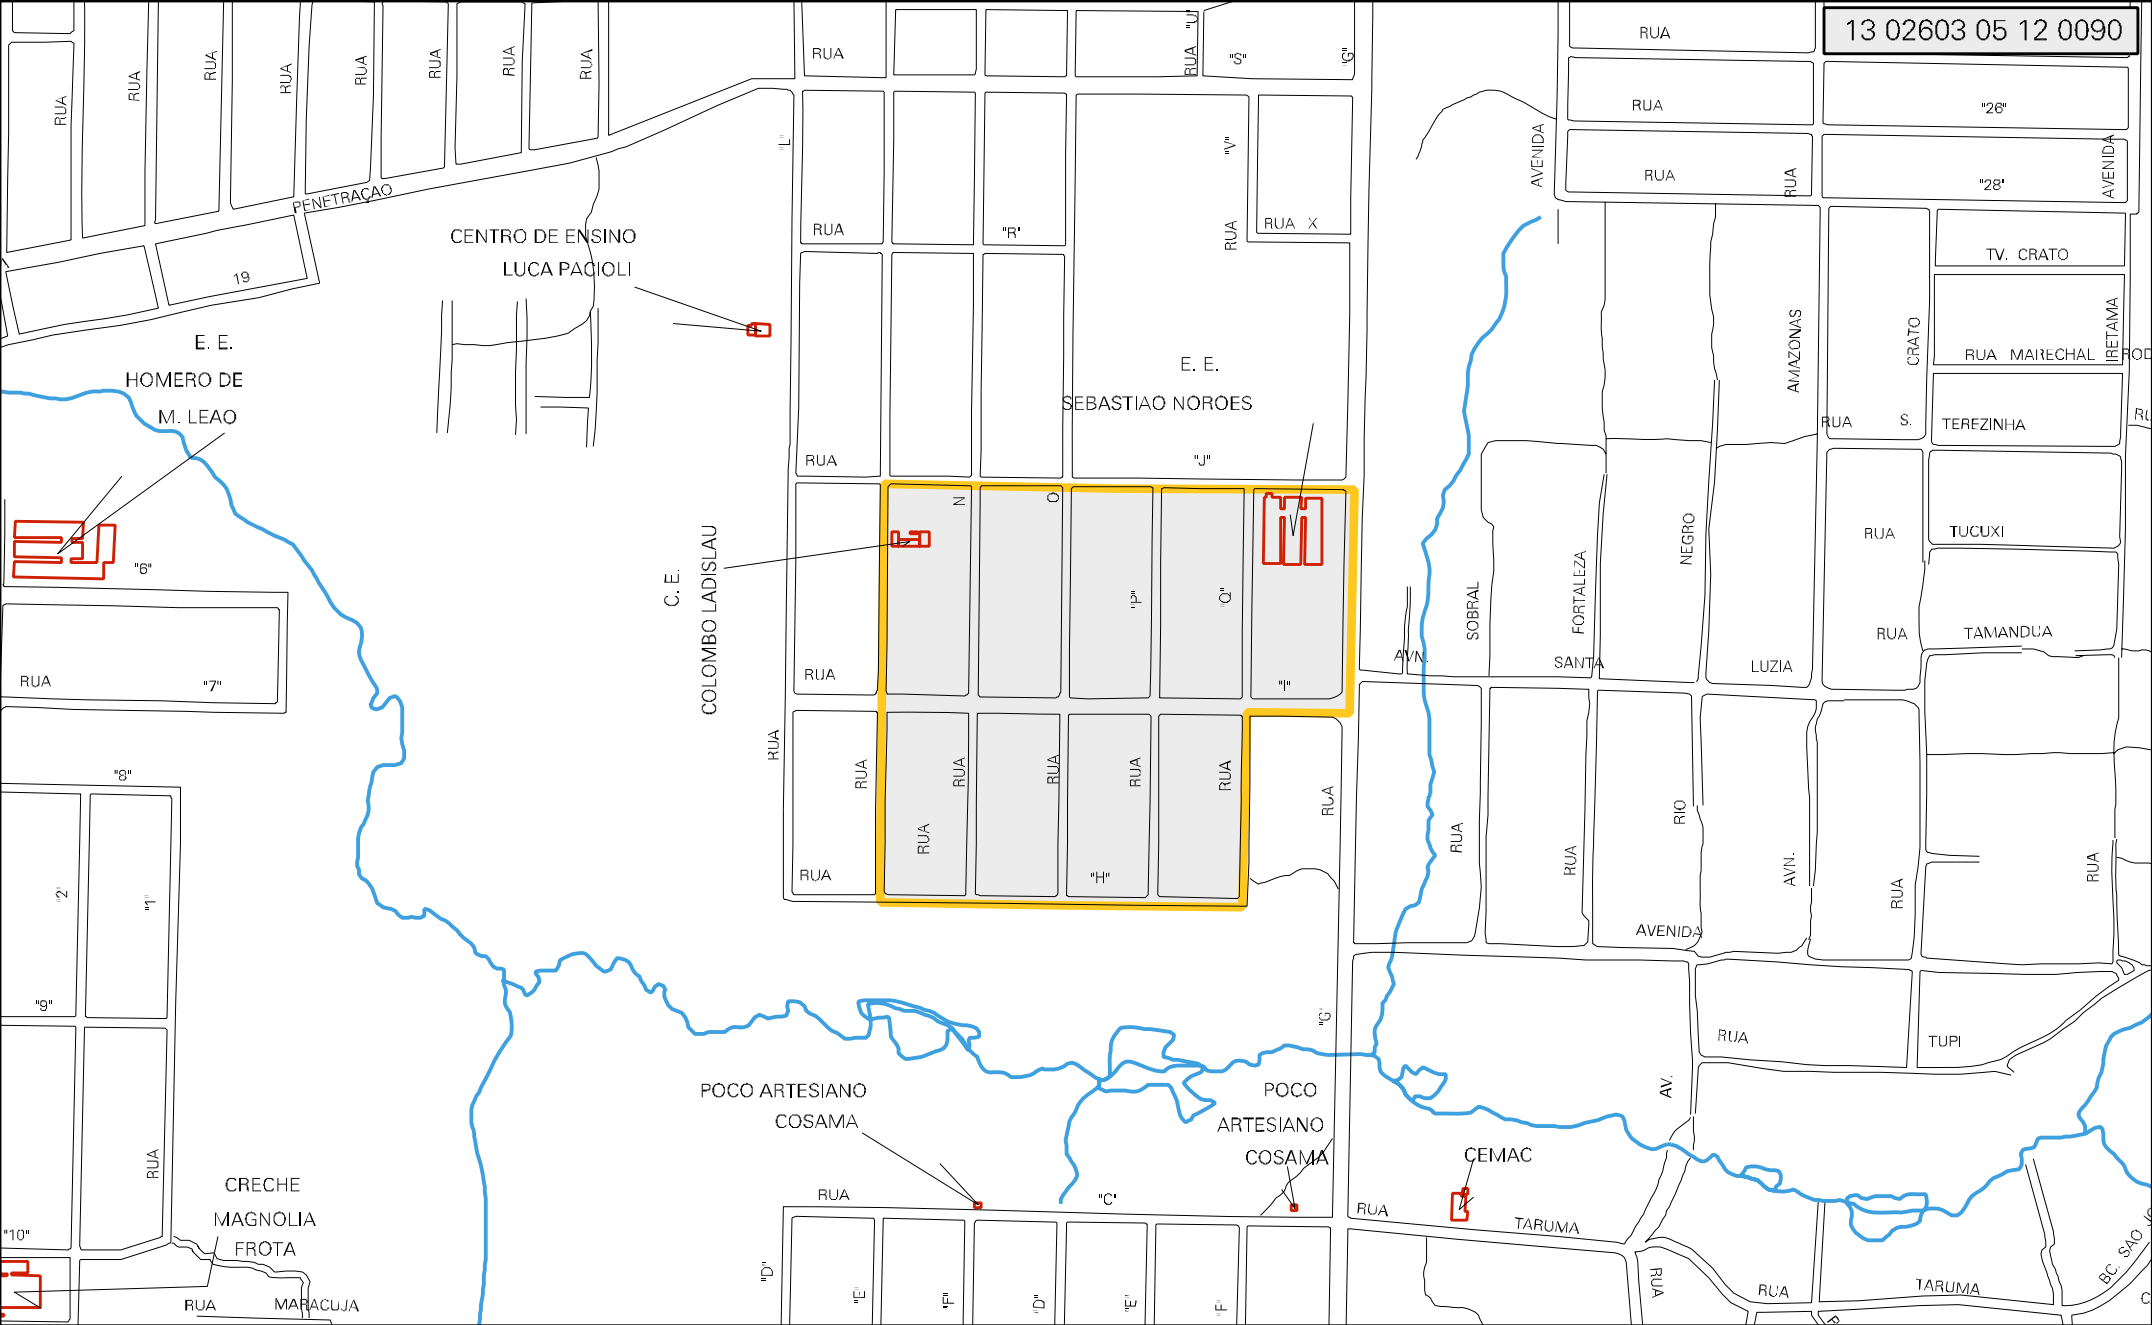 13 02603 05 12 0090
RUA
RUA
RUA
RUA
RUA
RUA
RUA
RUA
PENETRAÇAO
19
RUA
RUA "U"
"S"
"G"
"L"
"V"
RUA
RUA X
RUA
"R"
RUA
"J"
CENTRO DE ENSINO
LUCA PACIOLI
E. E.
HOMERO DE
M. LEAO
"6"
RUA "7"
"8"
"2"
"1"
"9"
RUA
"10"
CRECHE
MAGNOLIA
FROTA
RUA MARACUJA
E. E.
SEBASTIAO NOROES
C. E.
COLOMBO LADISLAU
N
O
"P"
"Q"
RUA
"I"
RUA
RUA
RUA
RUA
RUA
RUA
RUA
RUA
RUA
RUA
"H"
"G"
POCO ARTESIANO
COSAMA
POCO
ARTESIANO
COSAMA
CEMAC
RUA
"C"
"D"
"E"
"F"
"D"
"E"
"F"
RUA
TARUMA
RUA
RUA
TARUMA
BC. SAO JO
RUA
RUA
"26"
RUA
"28"
AVENIDA
RUA
AVENIDA
TV. CRATO
IRETAMA
RUA MARECHAL ROD
AMAZONAS
CRATO
RUA S. TEREZINHA
RUA TUCUXI
RUA TAMANDUA
AVN. SANTA LUZIA
SOBRAL
FORTALEZA
NEGRO
RIO
RUA
RUA
AVN.
RUA
RUA
AVENIDA
RUA TUPI
AV.